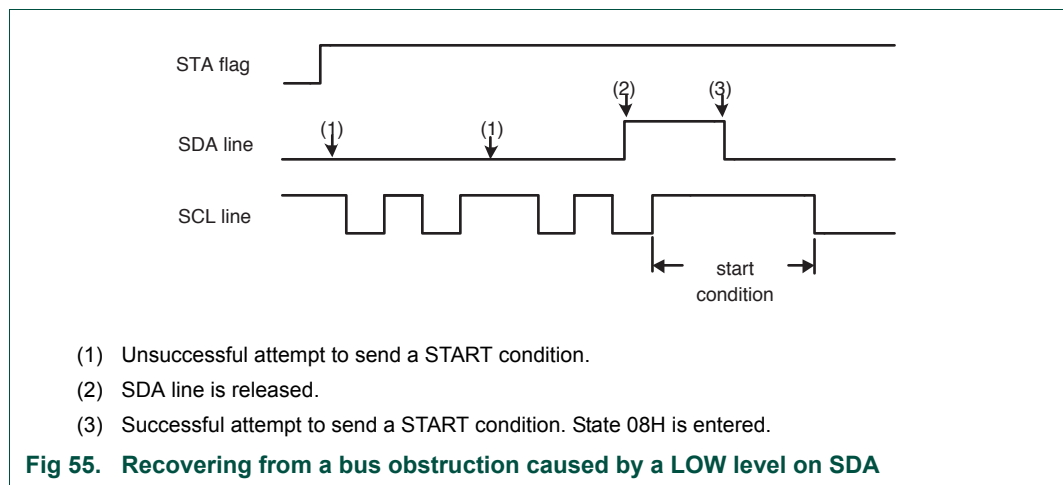 STA flag
(2)
(3)
(1)
(1)
SDA line
SCL line
start
condition
(1) Unsuccessful attempt to send a START condition.
(2) SDA line is released.
(3) Successful attempt to send a START condition. State 08H is entered.
Fig 55. Recovering from a bus obstruction caused by a LOW level on SDA